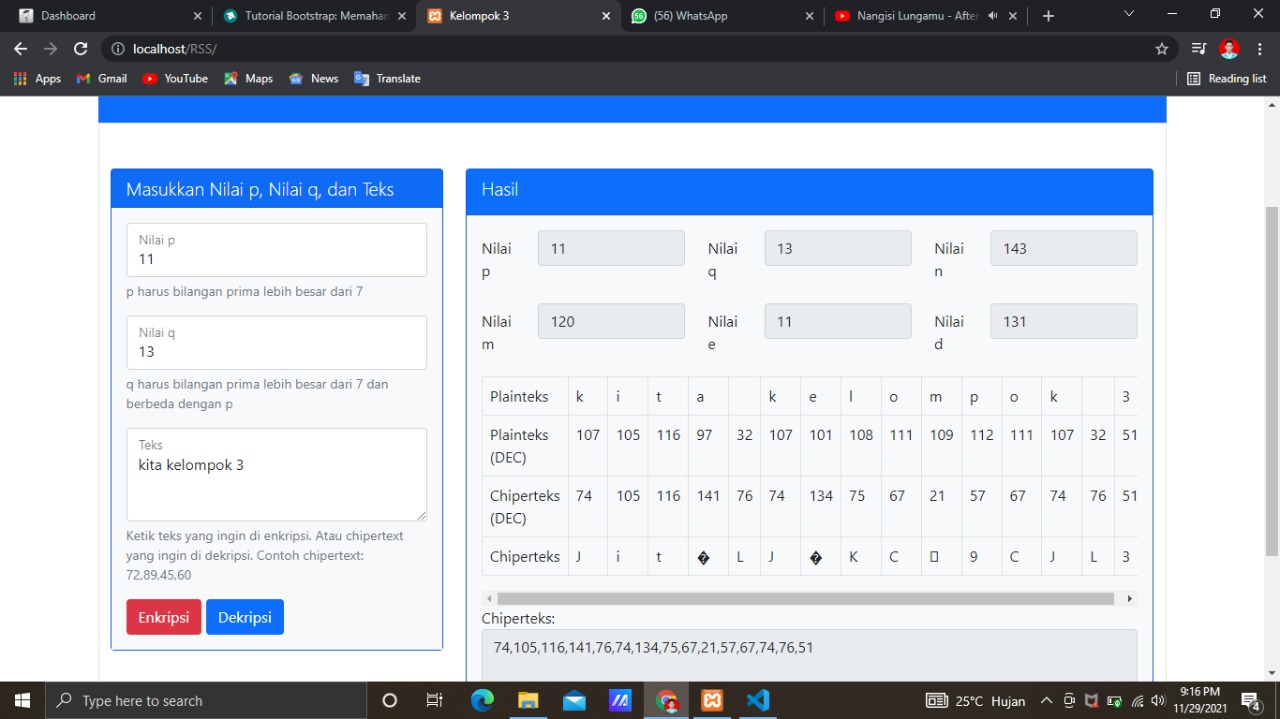 Dashboard
Tutorial Bootstrap: Memahan
Kelompok 3
(56) WhatsApp
Nangisi Lungamu - After
localhost/RSS/
Apps
Gmail
YouTube
Maps
News
Translate
Reading list
Masukkan Nilai p, Nilai q, dan Teks
Nilai p
11
p harus bilangan prima lebih besar dari 7
Nilai q
13
q harus bilangan prima lebih besar dari 7 dan
berbeda dengan p
Teks
kita kelompok 3
Ketik teks yang ingin di enkripsi. Atau chipertext
yang ingin di dekripsi. Contoh chipertext:
72,89,45,60
Enkripsi Dekripsi
Hasil
Nilai p 11 Nilai q 13 Nilai n 143
Nilai m 120 Nilai e 11 Nilai d 131
Plainteks k i t a k e l o m p o k 3
Plainteks (DEC) 107 105 116 97 32 107 101 108 111 109 112 111 107 32 51
Chiperteks (DEC) 74 105 116 141 76 74 134 75 67 21 57 67 74 76 51
Chiperteks J i t � L J � K C 9 C J L 3
Chiperteks:
74,105,116,141,76,74,134,75,67,21,57,67,74,76,51
Type here to search
25°C Hujan
9:16 PM
11/29/2021
4